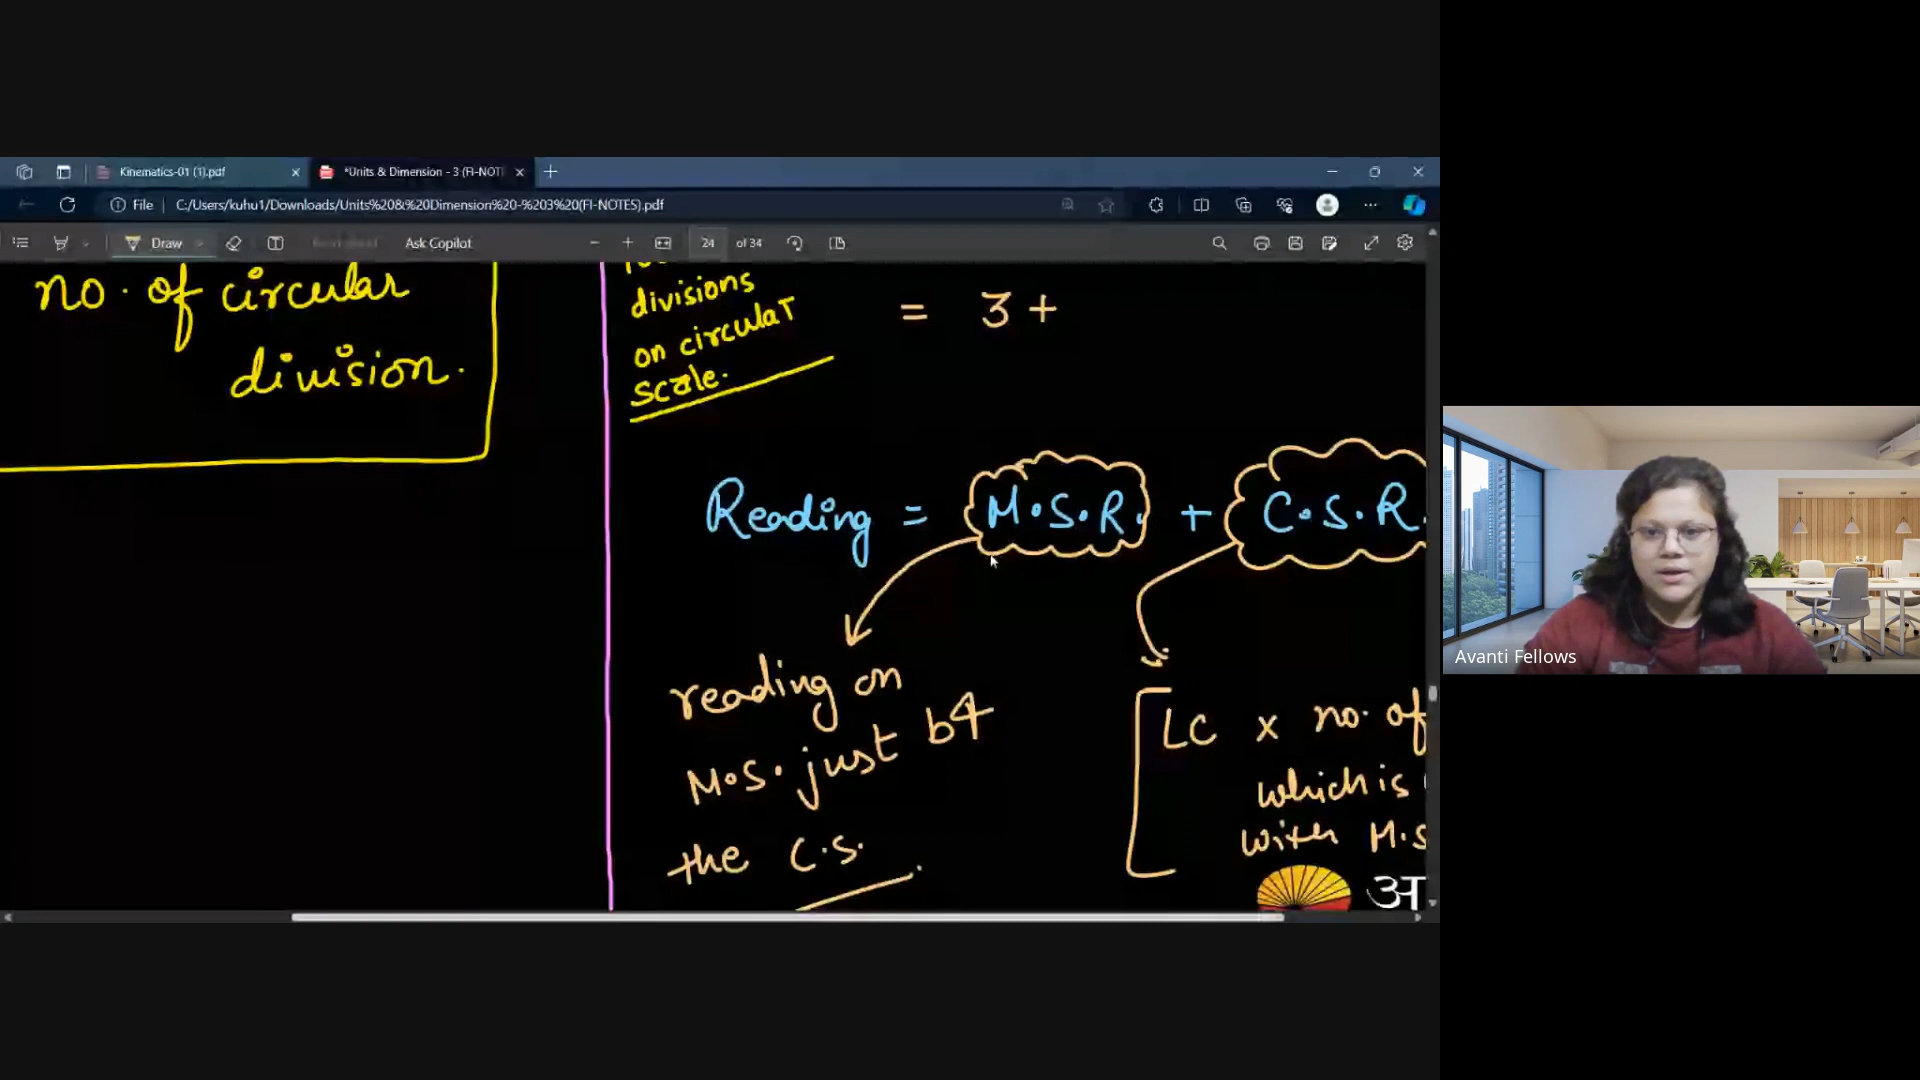 Kinematics-01 (1).pdf
*Units & Dimension - 3 (FI-NOT
File
C:/Users/kuhu1/Downloads/Units%208&%20Dimension%20-%203%20(FI-NOTES).pdf
Draw
Ask Copilot
24 of 34
no. of circular
division.
divisions
on circular
scale.
= 3 +
Reading = M.S.R. + C.S.R.
reading on
M.S. just b4
the C.S.
LC x no. of
which is
with M.S
अ
Avanti Fellows